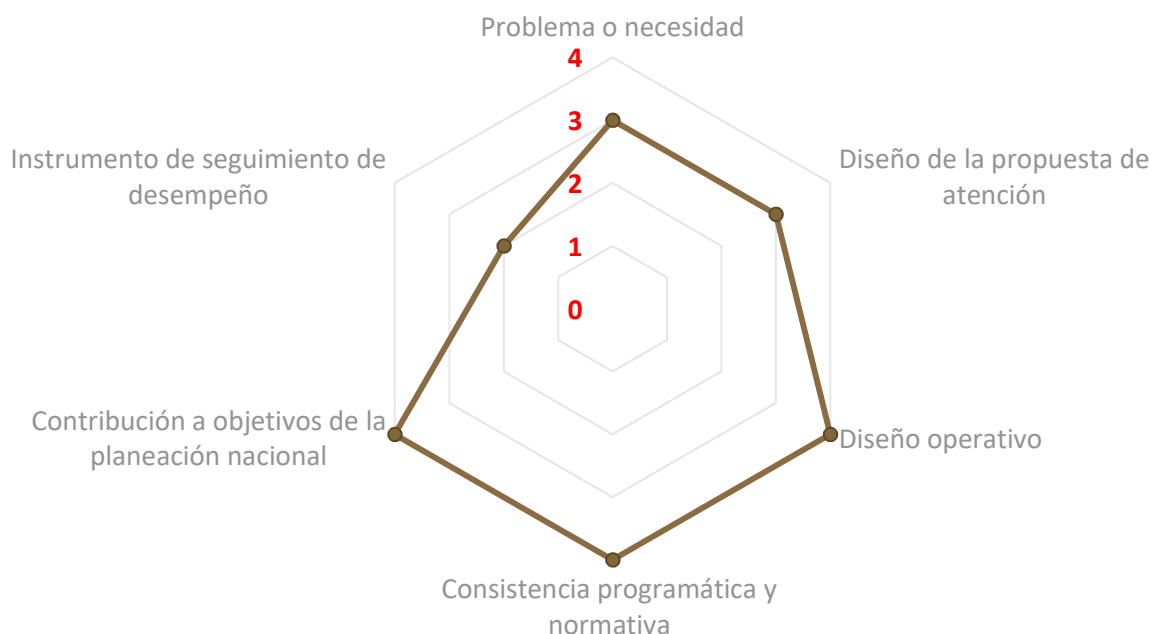 Problema o necesidad
4
3
2
1
0
Diseño de la propuesta de
atención
Diseño operativo
Consistencia programática y
normativa
Contribución a objetivos de la
planeación nacional
Instrumento de seguimiento de
desempeño